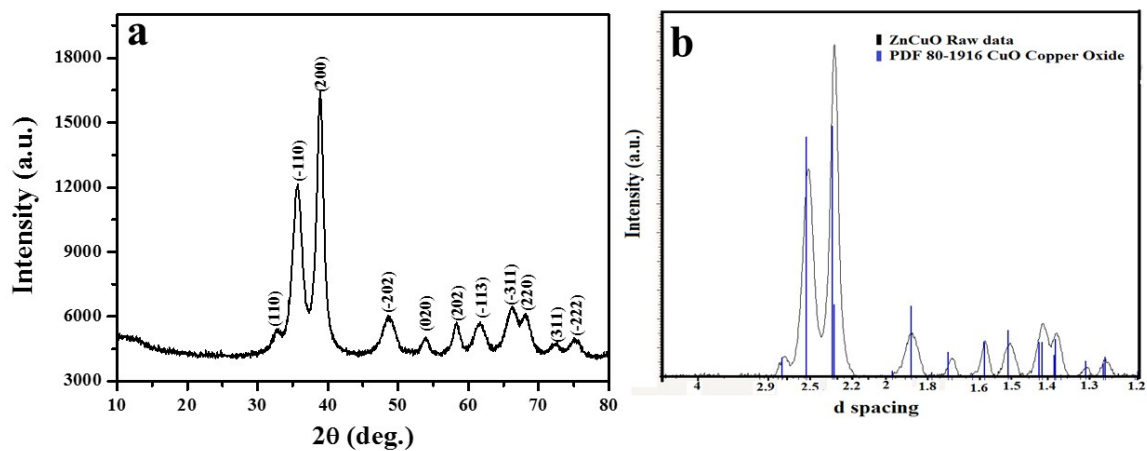 a
18000
15000
12000
9000
6000
3000
Intensity (a.u.)
(110)
(-110)
(200)
(-202)
(020)
(202)
(-113)
(-311)
(220)
(311)
(-222)
10 20 30 40 50 60 70 80
2θ (deg.)
b
ZnCuO Raw data
PDF 80-1916 CuO Copper Oxide
Intensity (a.u.)
4 2.9 2.5 2.2 2 1.8 1.6 1.5 1.4 1.3 1.2
d spacing